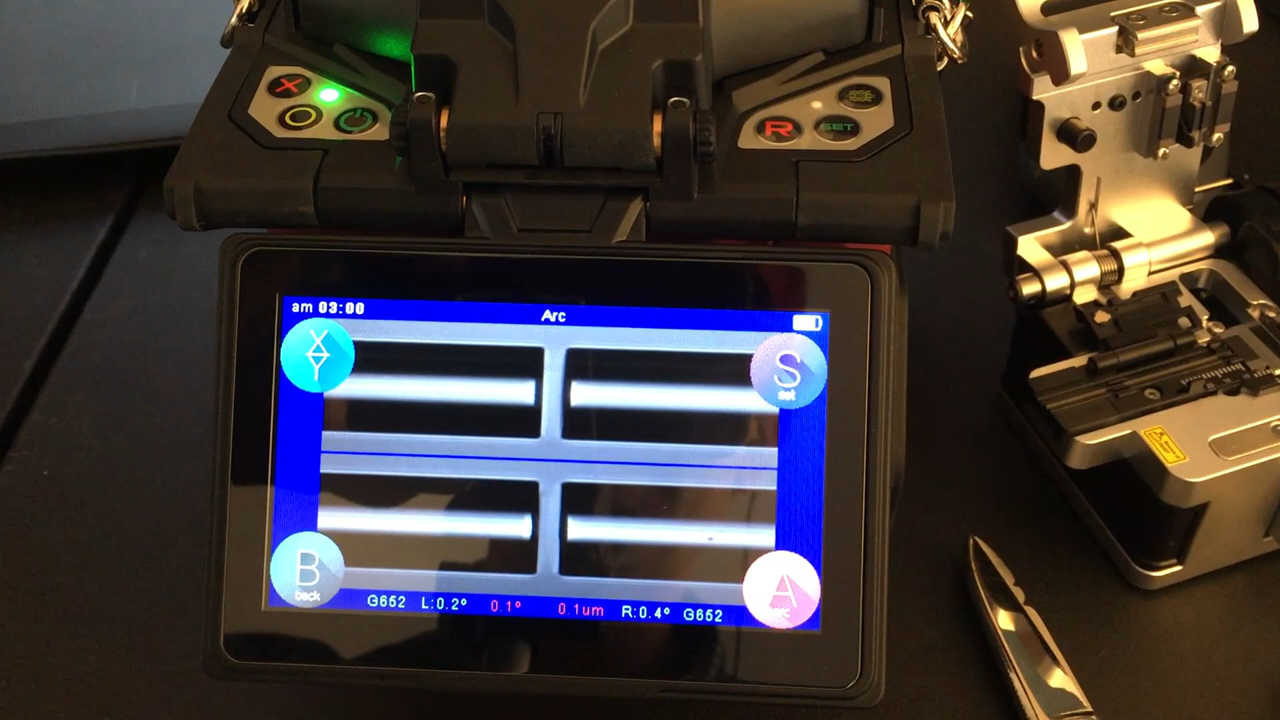 X
R SET
am 03:00 Arc
X
Y
S
set
B
back
A
G652 L:0.2° 0.1° 0.1um R:0.4° G652